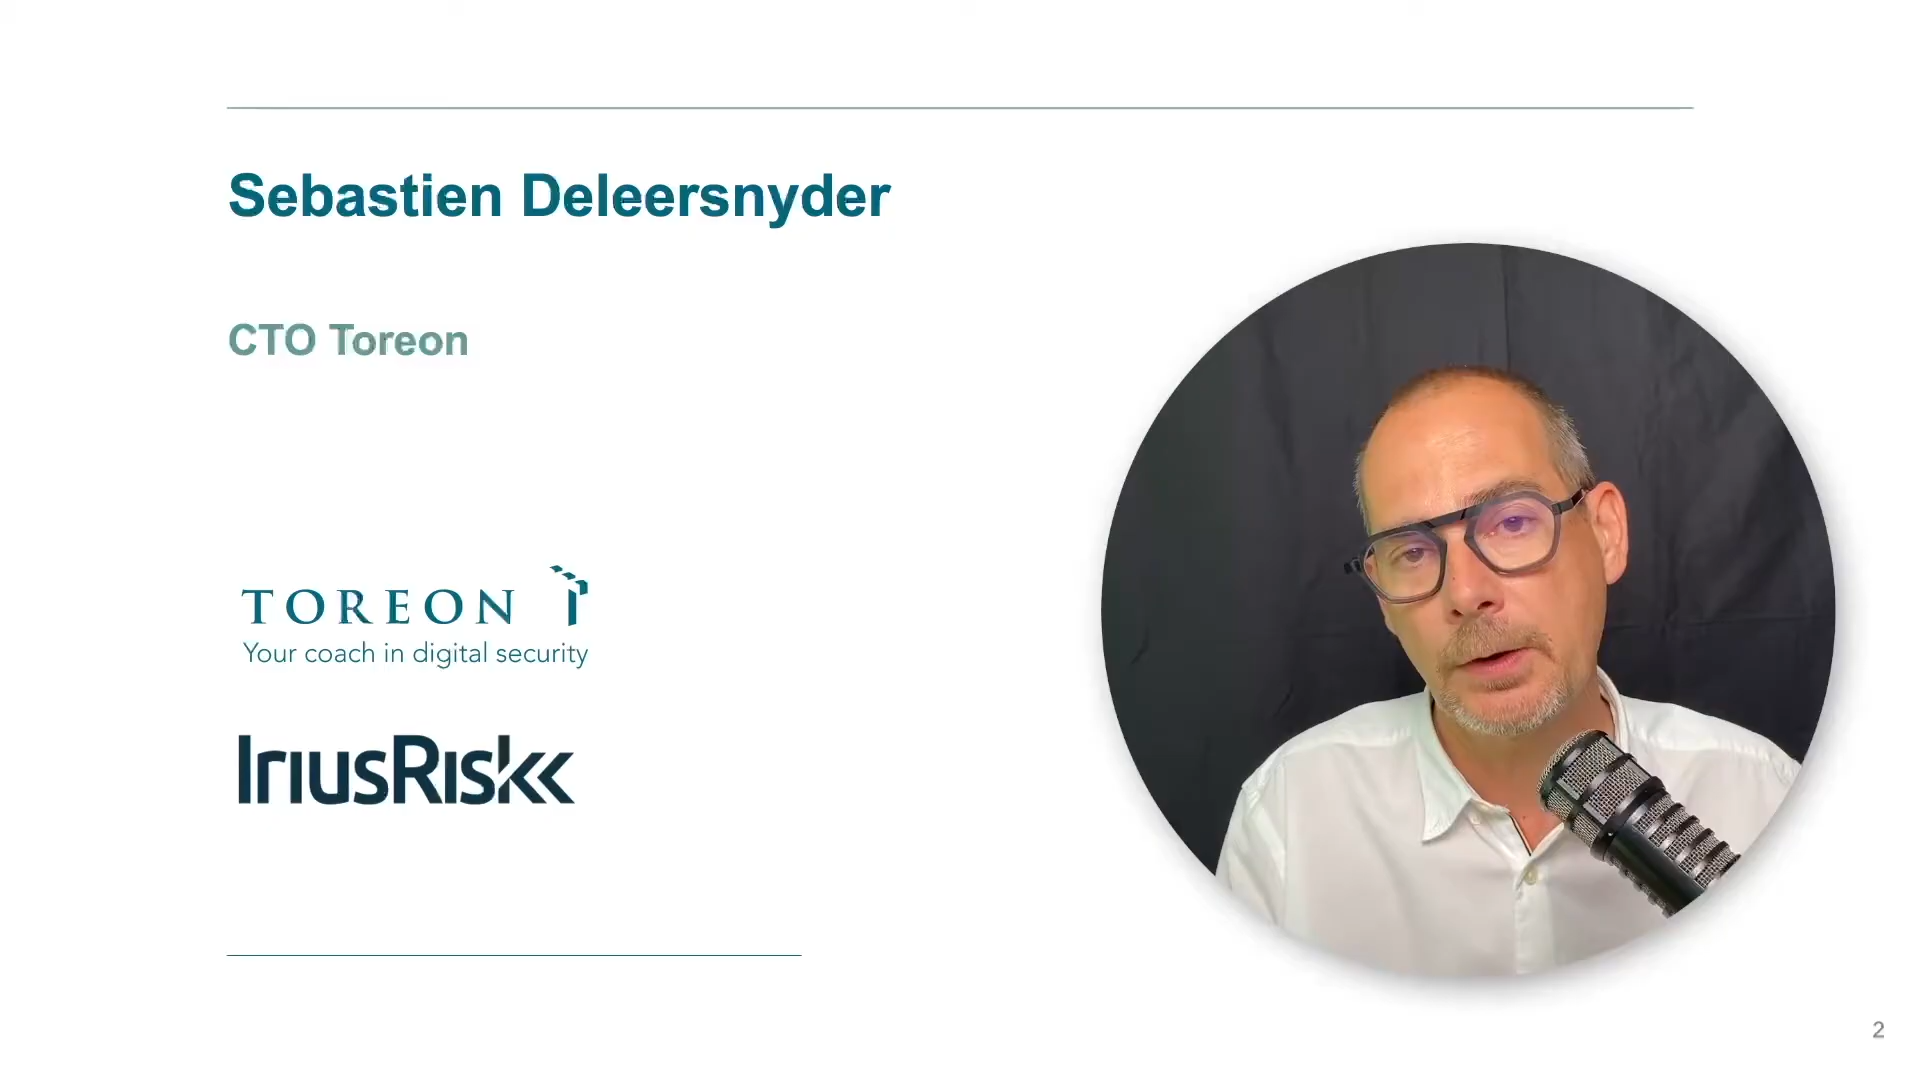 Sebastien Deleersnyder
CTO Toreon
TOREON
Your coach in digital security
IriusRisk
2